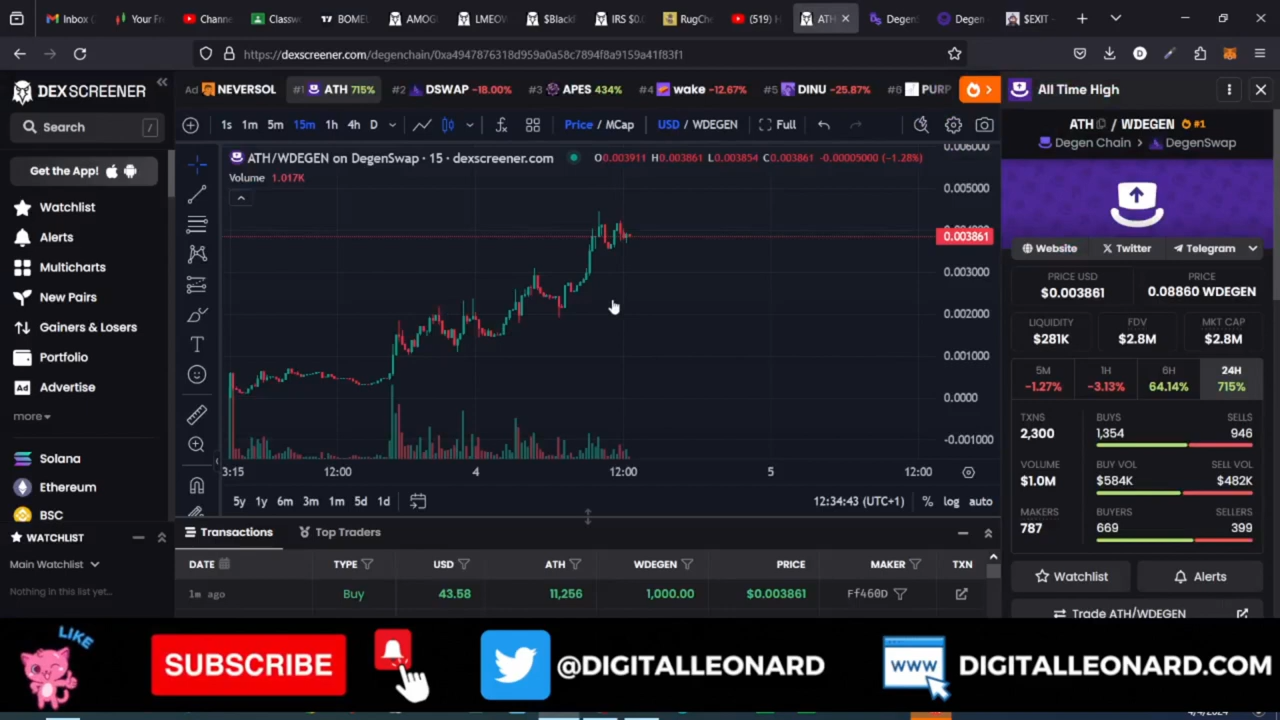 Inbox (
Your F
Channe
Classw
BOMEL
AMOG
LMEOW
$Blackf
IRS $0.
RugChe
(519) H
ATH
Degen
Degen
$EXIT -
https://dexscreener.com/degenchain/0xa4947876318d959a0a58c7894f8a9159a41f83f1
DEXSCREENER
Ad NEVERSOL
#1 ATH 715%
#2 DSWAP -18.00%
#3 APES 434%
#4 wake -12.67%
#5 DINU -25.87%
#6 PURP
All Time High
Search /
1s 1m 5m 15m 1h 4h D
Price / MCap
USD / WDEGEN
Full
ATH / WDEGEN #1
Degen Chain > DegenSwap
Get the App!
Watchlist
Alerts
Multicharts
New Pairs
Gainers & Losers
Portfolio
Ad Advertise
more
Solana
Ethereum
BSC
WATCHLIST
Main Watchlist
Nothing in this list yet...
ATH/WDEGEN on DegenSwap · 15 · dexscreener.com
O0.003911 H0.003861 L0.003854 C0.003861 -0.00005000 (-1.28%)
Volume 1.017K
0.006000
0.005000
0.003861
0.003000
0.002000
0.001000
0.0000
-0.001000
3:15 12:00 4 12:00 5 12:00
5y 1y 6m 3m 1m 5d 1d
12:34:43 (UTC+1) % log auto
Website
Twitter
Telegram
PRICE USD
$0.003861
PRICE
0.08860 WDEGEN
LIQUIDITY
$281K
FDV
$2.8M
MKT CAP
$2.8M
5M
-1.27%
1H
-3.13%
6H
64.14%
24H
715%
TXNS
2,300
BUYS
1,354
SELLS
946
VOLUME
$1.0M
BUY VOL
$584K
SELL VOL
$482K
MAKERS
787
BUYERS
669
SELLERS
399
Watchlist
Alerts
Trade ATH/WDEGEN
Transactions
Top Traders
DATE TYPE USD ATH WDEGEN PRICE MAKER TXN
1m ago Buy 43.58 11,256 1,000.00 $0.003861 Ff460D
LIKE
SUBSCRIBE
@DIGITALLEONARD
WWW
DIGITALLEONARD.COM